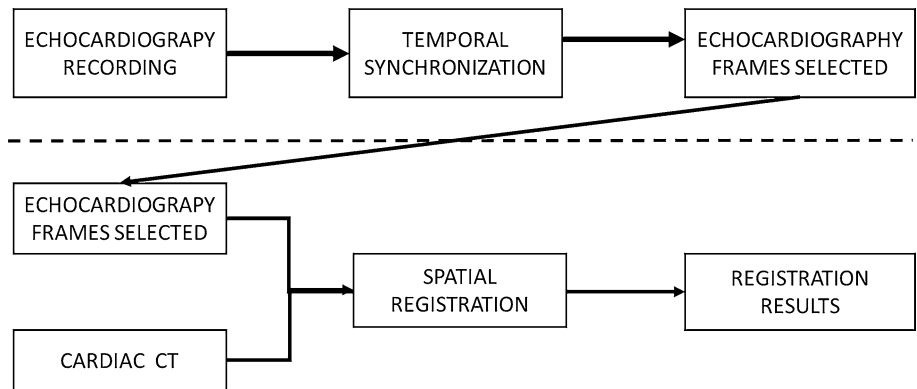 ECHOCARDIOGRAPY
RECORDING
TEMPORAL
SYNCHRONIZATION
ECHOCARDIOGRAPHY
FRAMES SELECTED
ECHOCARDIOGRAPY
FRAMES SELECTED
SPATIAL
REGISTRATION
REGISTRATION
RESULTS
CARDIAC CT